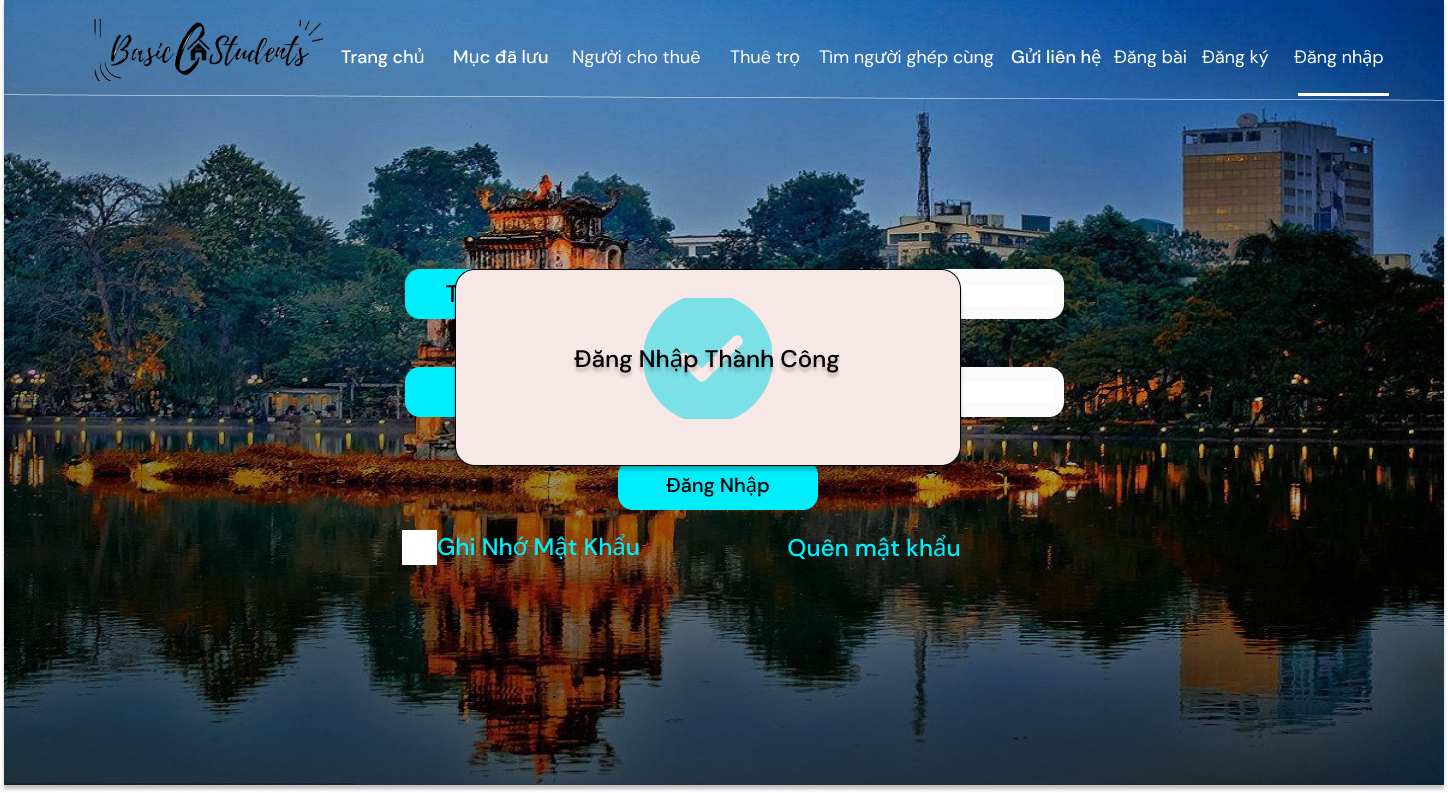 Basic Students
Trang chủ Mục đã lưu Người cho thuê Thuê trọ Tìm người ghép cùng Gửi liên hệ Đăng bài Đăng ký Đăng nhập
Đăng Nhập Thành Công
Đăng Nhập
Ghi Nhớ Mật Khẩu Quên mật khẩu